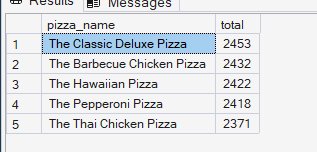 Results Messages
pizza_name total
1 The Classic Deluxe Pizza 2453
2 The Barbecue Chicken Pizza 2432
3 The Hawaiian Pizza 2422
4 The Pepperoni Pizza 2418
5 The Thai Chicken Pizza 2371